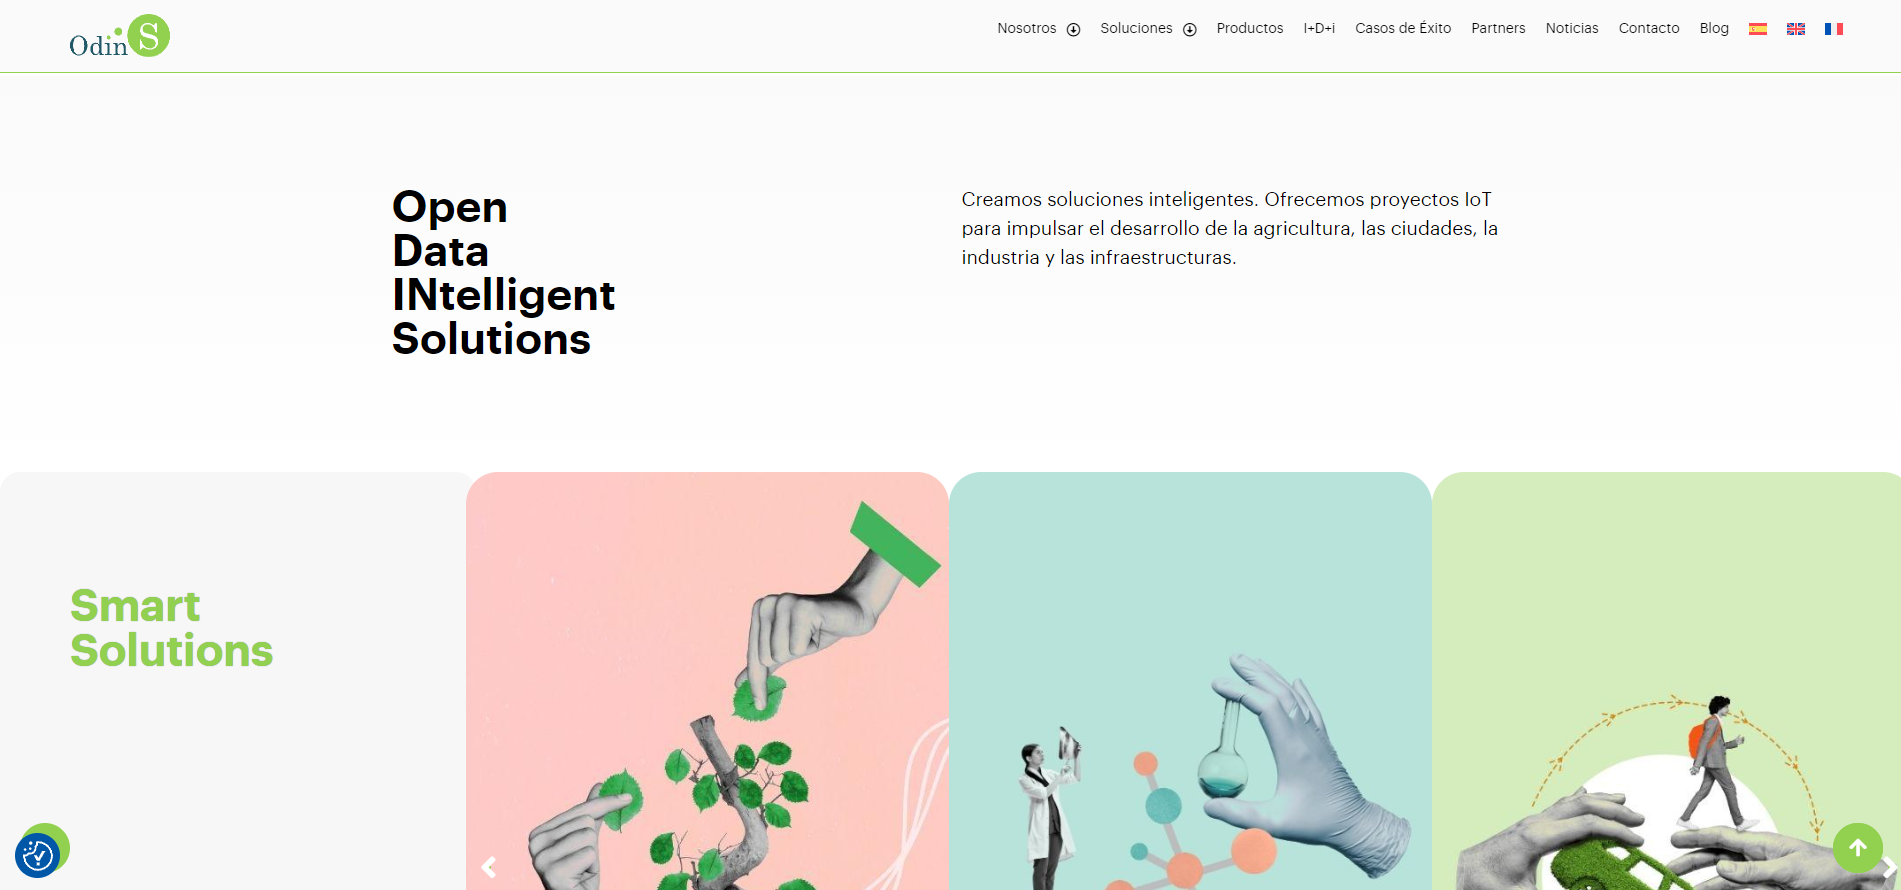 OdinS
Nosotros Soluciones Productos I+D+i Casos de Éxito Partners Noticias Contacto Blog
Open
Data
INtelligent
Solutions
Creamos soluciones inteligentes. Ofrecemos proyectos IoT
para impulsar el desarrollo de la agricultura, las ciudades, la
industria y las infraestructuras.
Smart
Solutions